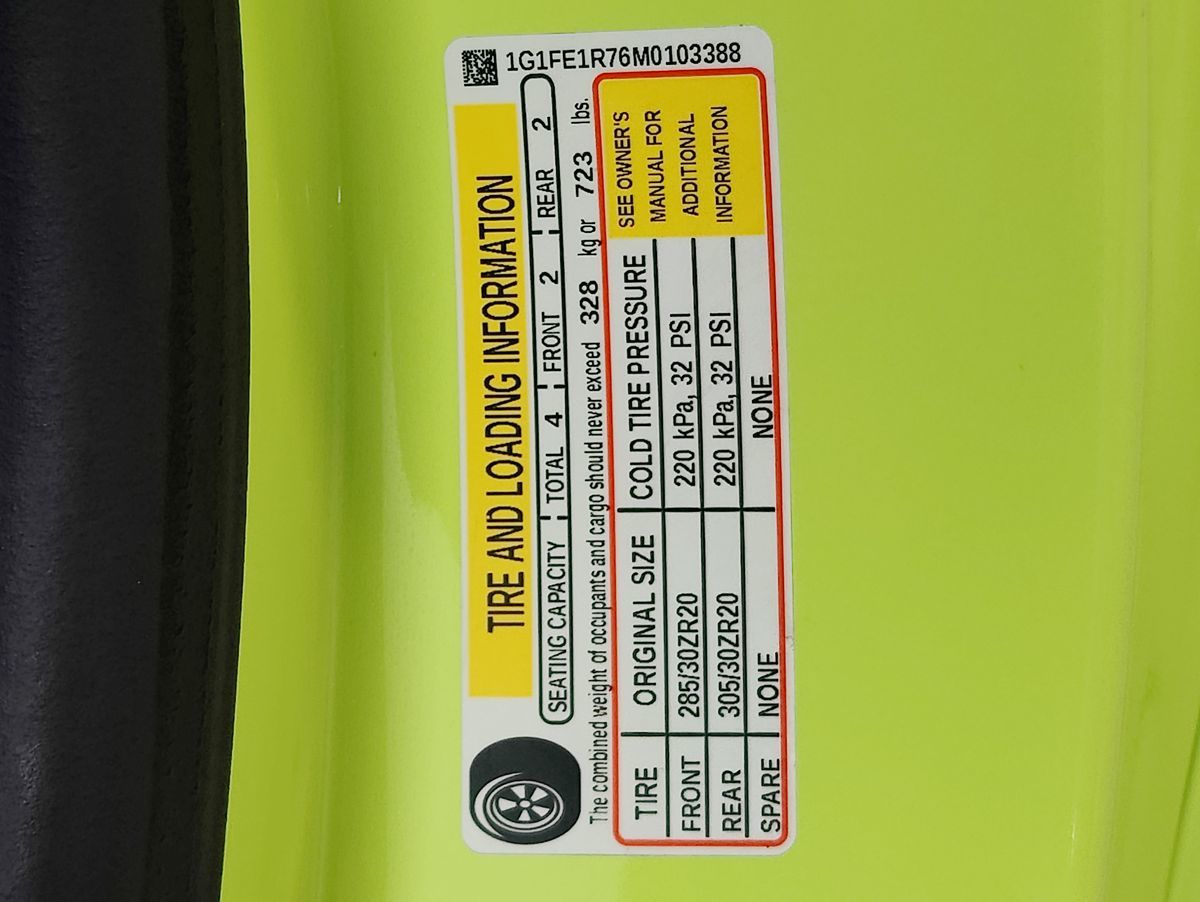 1G1FE1R76M0103388
TIRE AND LOADING INFORMATION
SEATING CAPACITY TOTAL 4 FRONT 2 REAR 2
The combined weight of occupants and cargo should never exceed 328 kg or 723 lbs.
TIRE ORIGINAL SIZE COLD TIRE PRESSURE
FRONT 285/30ZR20 220 kPa, 32 PSI
REAR 305/30ZR20 220 kPa, 32 PSI
SPARE NONE NONE
SEE OWNER'S
MANUAL FOR
ADDITIONAL
INFORMATION